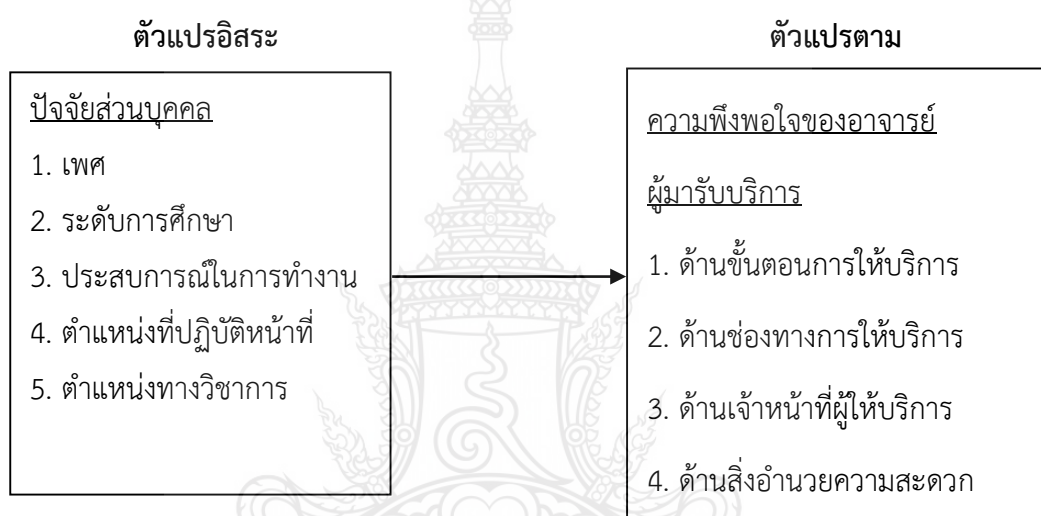 ตัวแปรอิสระ
ปัจจัยส่วนบุคคล
1. เพศ
2. ระดับการศึกษา
3. ประสบการณ์ในการทำงาน
4. ตำแหน่งที่ปฏิบัติหน้าที่
5. ตำแหน่งทางวิชาการ
ตัวแปรตาม
ความพึงพอใจของอาจารย์
ผู้มารับบริการ
1. ด้านขั้นตอนการให้บริการ
2. ด้านช่องทางการให้บริการ
3. ด้านเจ้าหน้าที่ผู้ให้บริการ
4. ด้านสิ่งอำนวยความสะดวก